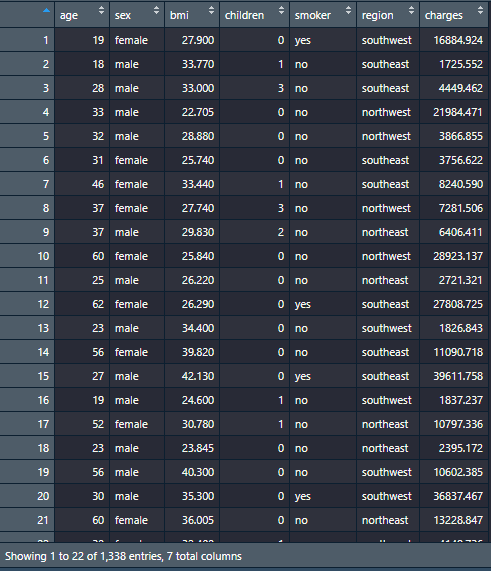 age sex bmi children smoker region charges
1 19 female 27.900 0 yes southwest 16884.924
2 18 male 33.770 1 no southeast 1725.552
3 28 male 33.000 3 no southeast 4449.462
4 33 male 22.705 0 no northwest 21984.471
5 32 male 28.880 0 no northwest 3866.855
6 31 female 25.740 0 no southeast 3756.622
7 46 female 33.440 1 no southeast 8240.590
8 37 female 27.740 3 no northwest 7281.506
9 37 male 29.830 2 no northeast 6406.411
10 60 female 25.840 0 no northwest 28923.137
11 25 male 26.220 0 no northeast 2721.321
12 62 female 26.290 0 yes southeast 27808.725
13 23 male 34.400 0 no southwest 1826.843
14 56 female 39.820 0 no southeast 11090.718
15 27 male 42.130 0 yes southeast 39611.758
16 19 male 24.600 1 no southwest 1837.237
17 52 female 30.780 1 no northeast 10797.336
18 23 male 23.845 0 no northeast 2395.172
19 56 male 40.300 0 no southwest 10602.385
20 30 male 35.300 0 yes southwest 36837.467
21 60 female 36.005 0 no northeast 13228.847
Showing 1 to 22 of 1,338 entries, 7 total columns